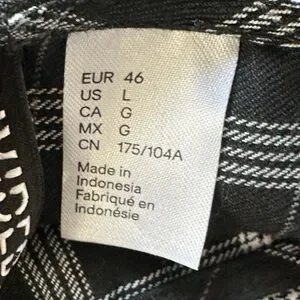 EUR 46
US L
CA G
MX G
CN 175/104A
Made in
Indonesia
Fabriqué en
Indonésie